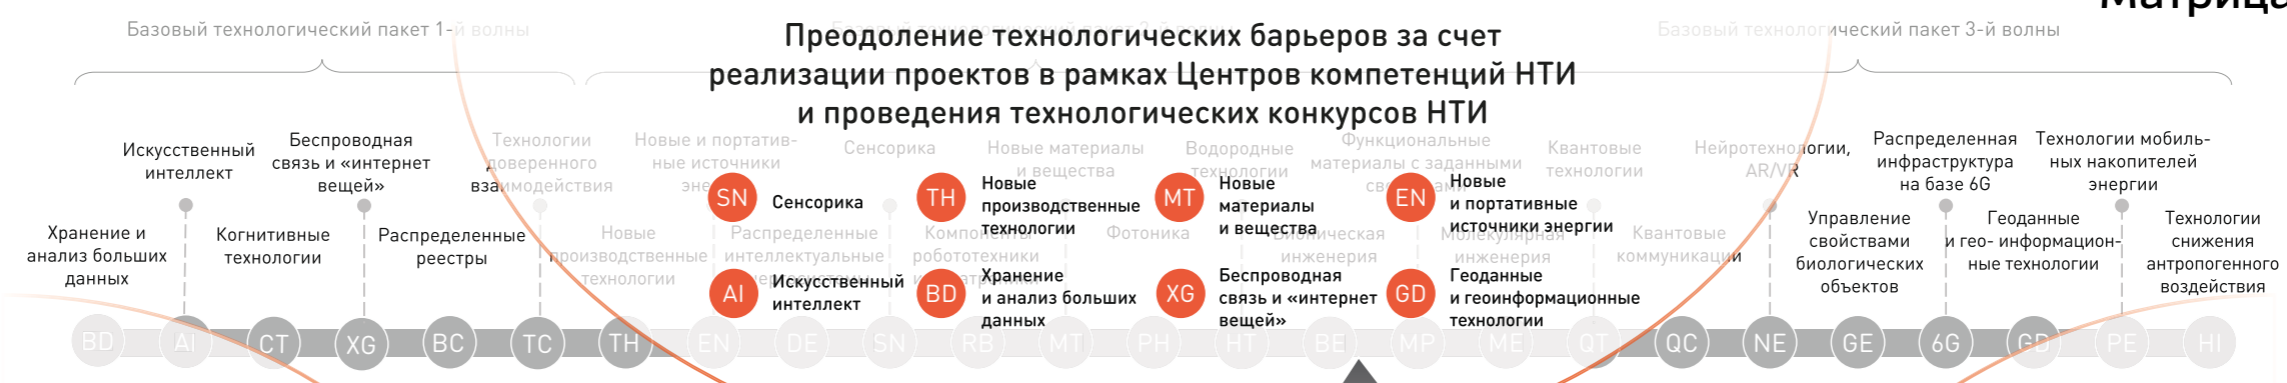 Матрица
Базовый технологический пакет 1-й волны
Базовый технологический пакет 2-й волны
Базовый технологический пакет 3-й волны
Преодоление технологических барьеров за счет
реализации проектов в рамках Центров компетенций НТИ
и проведения технологических конкурсов НТИ
Искусственный
интеллект
Беспроводная
связь и «интернет
вещей»
Технологии
доверенного
взаимодействия
Новые и портатив-
ные источники
Сенсорика
Новые материалы
и вещества
Водородные
технологии
Функциональные
материалы с заданными
Квантовые
технологии
Нейротехнологии,
AR/VR
Распределенная
инфраструктура
на базе 6G
Технологии мобиль-
ных накопителей
энергии
SN
Сенсорика
TH
Новые
производственные
технологии
MT
Новые
материалы
и вещества
EN
Новые
и портативные
источники энергии
Хранение и
анализ больших
данных
Когнитивные
технологии
Распределенные
реестры
Новые
производственные
технологии
Распределенные
интеллектуальные
Компоненты
робототехники
Фотоника
Бионическая
инженерия
Молекулярная
инженерия
Квантовые
коммуникации
Управление
свойствами
биологических
объектов
Геоданные
и гео- информацион-
ные технологии
Технологии
снижения
антропогенного
воздействия
AI
Искусственный
интеллект
BD
Хранение
и анализ больших
данных
XG
Беспроводная
связь и «интернет
вещей»
GD
Геоданные
и геоинформационные
технологии
BD AI CT XG BC TC TH EN DE SN RB MT PH HT BE MP ME QT QC NE GE 6G GD PE HI